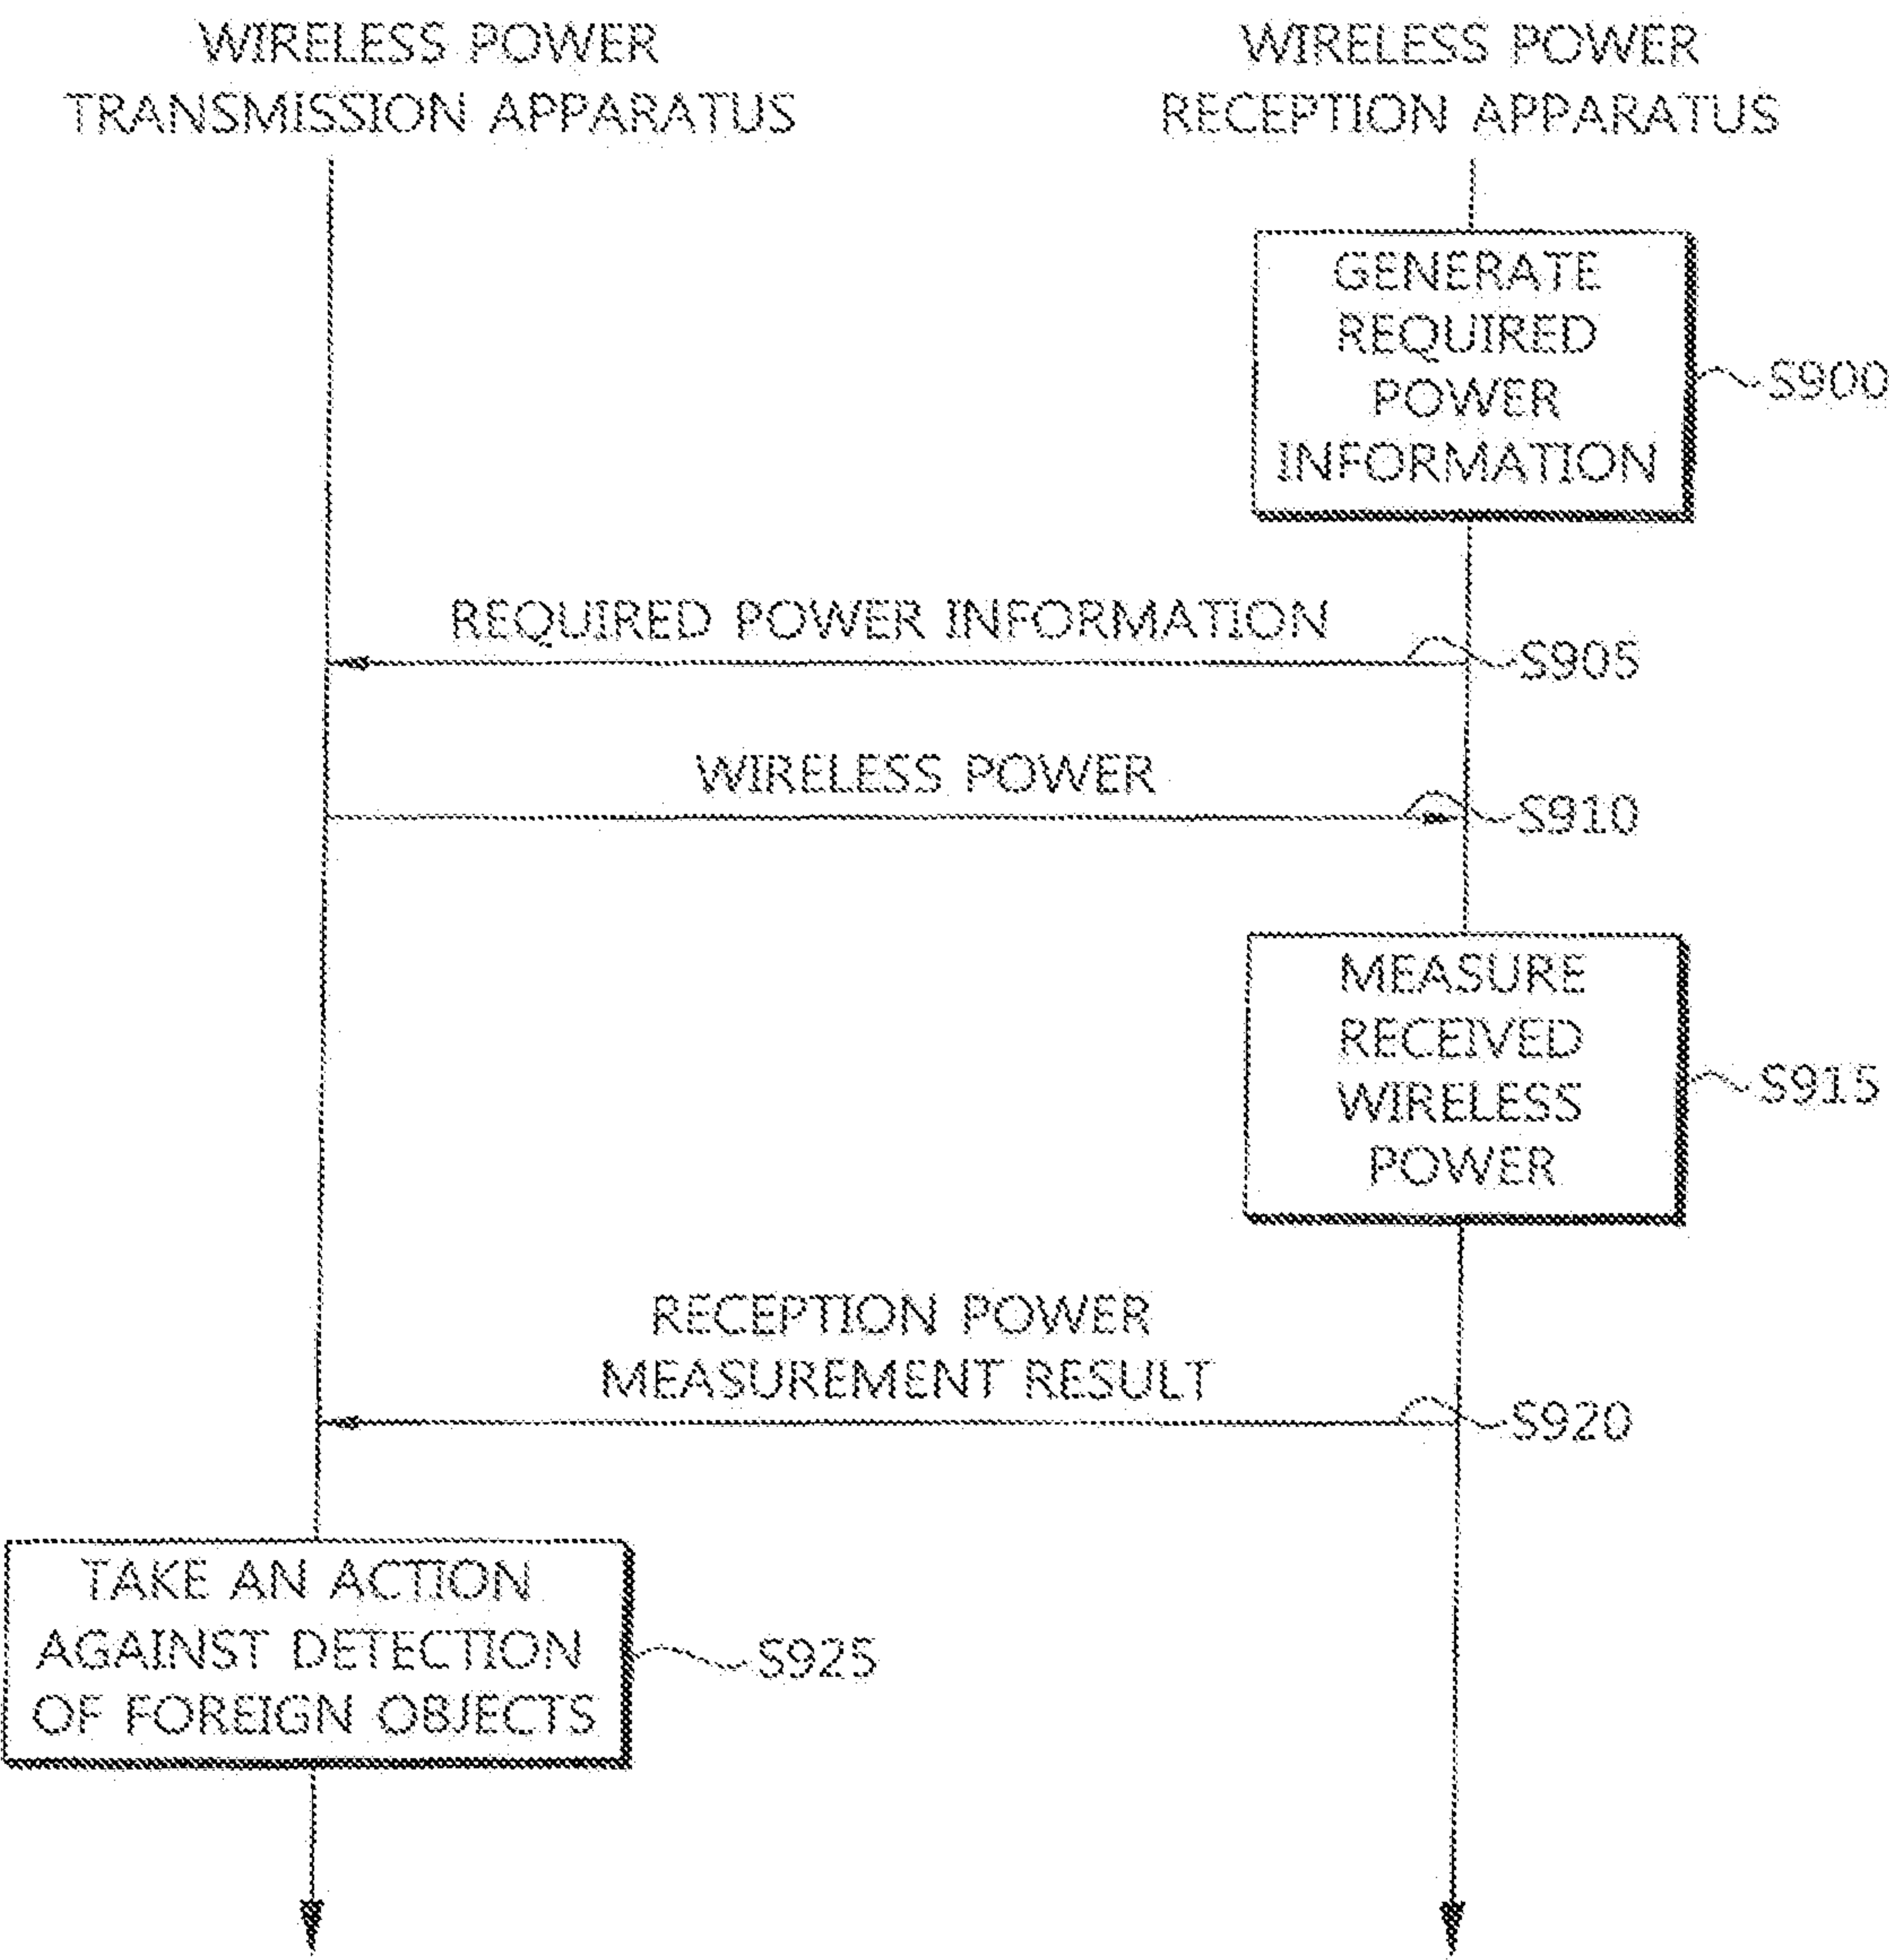 WIRELESS POWER
TRANSMISSION APPARATUS
WIRELESS POWER
RECEPTION APPARATUS
GENERATE
REQUIRED
POWER
INFORMATION
S900
REQUIRED POWER INFORMATION
S905
WIRELESS POWER
S910
MEASURE
RECEIVED
WIRELESS
POWER
S915
RECEPTION POWER
MEASUREMENT RESULT
S920
TAKE AN ACTION
AGAINST DETECTION
OF FOREIGN OBJECTS
S925